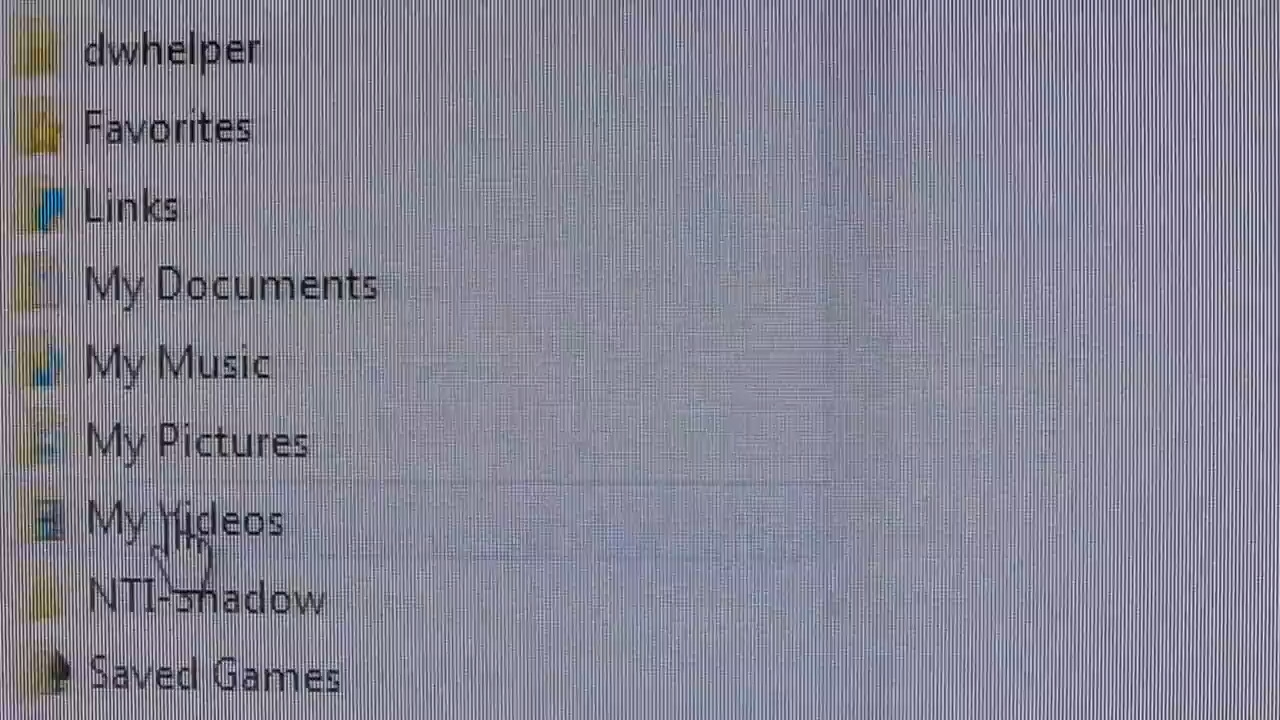 dwhelper
Favorites
Links
My Documents
My Music
My Pictures
My Videos
NTI-Shadow
Saved Games